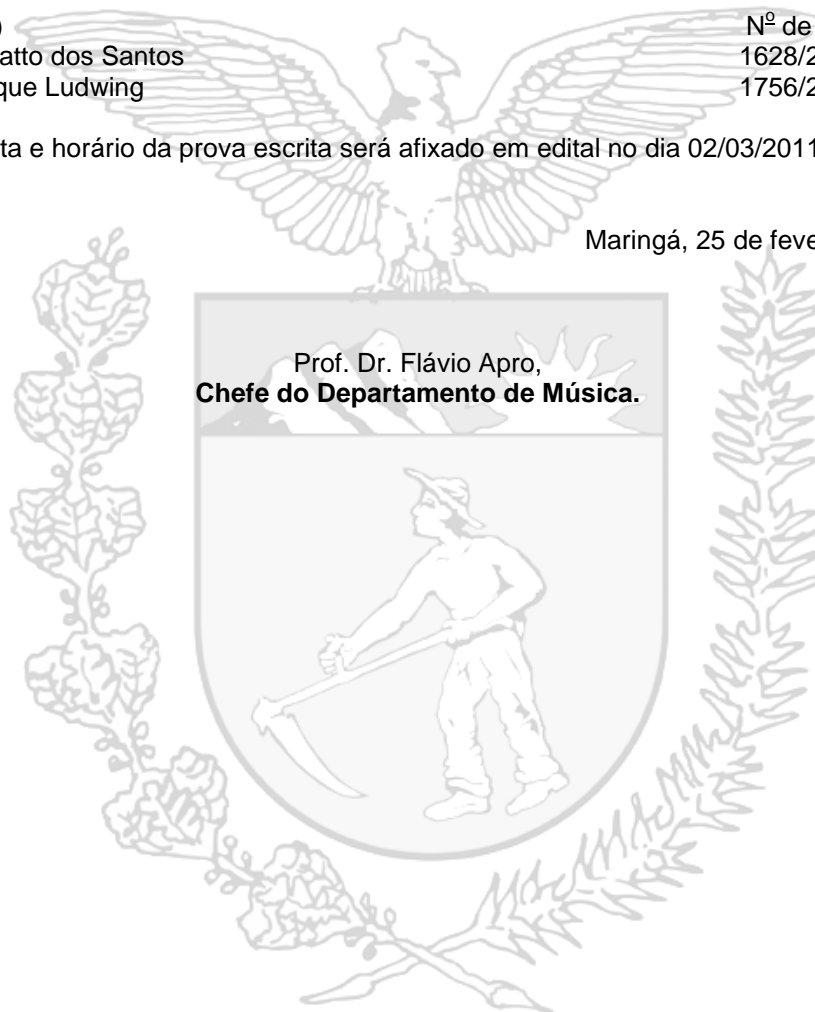 ) Nº de
atto dos Santos 1628/2
que Ludwing 1756/2
ta e horário da prova escrita será afixado em edital no dia 02/03/2011
Maringá, 25 de feve
Prof. Dr. Flávio Apro,
Chefe do Departamento de Música.